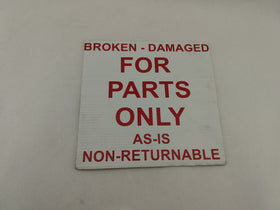 BROKEN - DAMAGED
FOR
PARTS
ONLY
AS-IS
NON-RETURNABLE